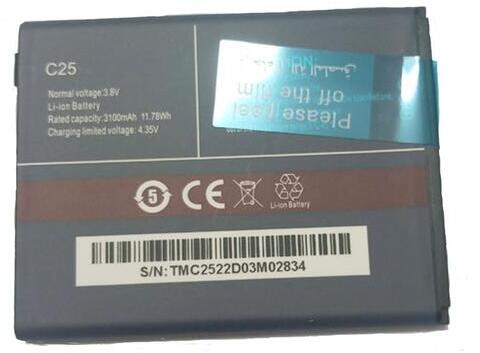 C25
Normal voltage:3.8V
Li-ion Battery
Rated capacity:3100mAh 11.78Wh
Charging limited voltage: 4.35V
Please peel
off the film
5
CE
Li-ion Battery
S/N: TMC2522D03M02834